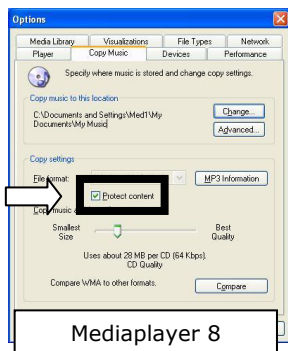 Options
Media Library Visualizations File Types Network
Player Copy Music Devices Performance
Specify where music is stored and change copy settings.
Copy music to this location
C:\Documents and Settings\Med1\My
Documents\My Music
Change...
Advanced...
Copy settings
File format:
MP3 Information
Protect content
Copy music
Smallest
Size
Best
Quality
Uses about 28 MB per CD (64 Kbps).
CD Quality
Compare WMA to other formats.
Compare
Mediaplayer 8